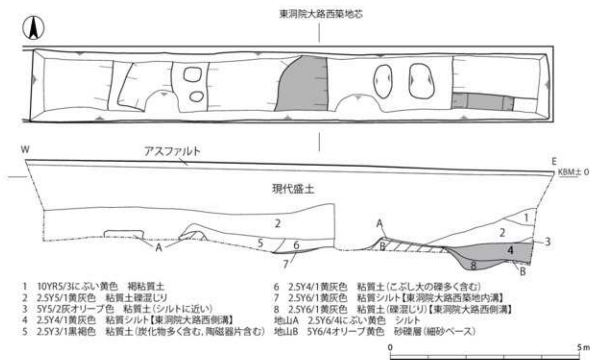 東洞院大路西築地芯
W
アスファルト
E
KBM±0
現代盛土
2
A
5
6
7
A
B
1
2
3
4
8
B
1 10YR5/3にぶい黄色 褐粘質土
2 2.5Y5/1黄灰色 粘質土礫混じり
3 5Y5/2灰オリーブ色 粘質土(シルトに近い)
4 2.5Y4/1黄灰色 粘質シルト【東洞院大路西側溝】
5 2.5Y3/1黒褐色 粘質土(炭化物多く含む,陶磁器片含む)
6 2.5Y4/1黄灰色 粘質土(こぶし大の礫多く含む)
7 2.5Y6/1黄灰色 粘質シルト【東洞院大路西築地内溝】
8 2.5Y6/1黄灰色 粘質土(礫混じり)【東洞院大路西側溝】
地山A 2.5Y6/4にぶい黄色 シルト
地山B 5Y6/4オリーブ黄色 砂礫層(細砂ベース)
0
5 m